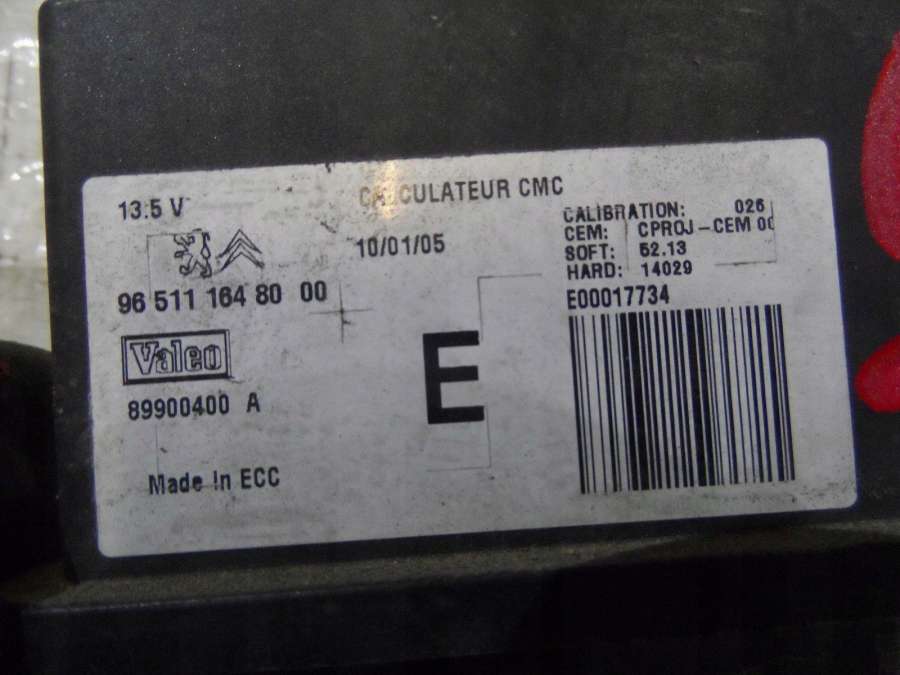 13.5 V
CALCULATEUR CMC
10/01/05
96 511 164 80 00
Valeo
89900400 A
Made In ECC
E
CALIBRATION: 026
CEM: CPROJ-CEM
SOFT: 52.13
HARD: 14029
E00017734